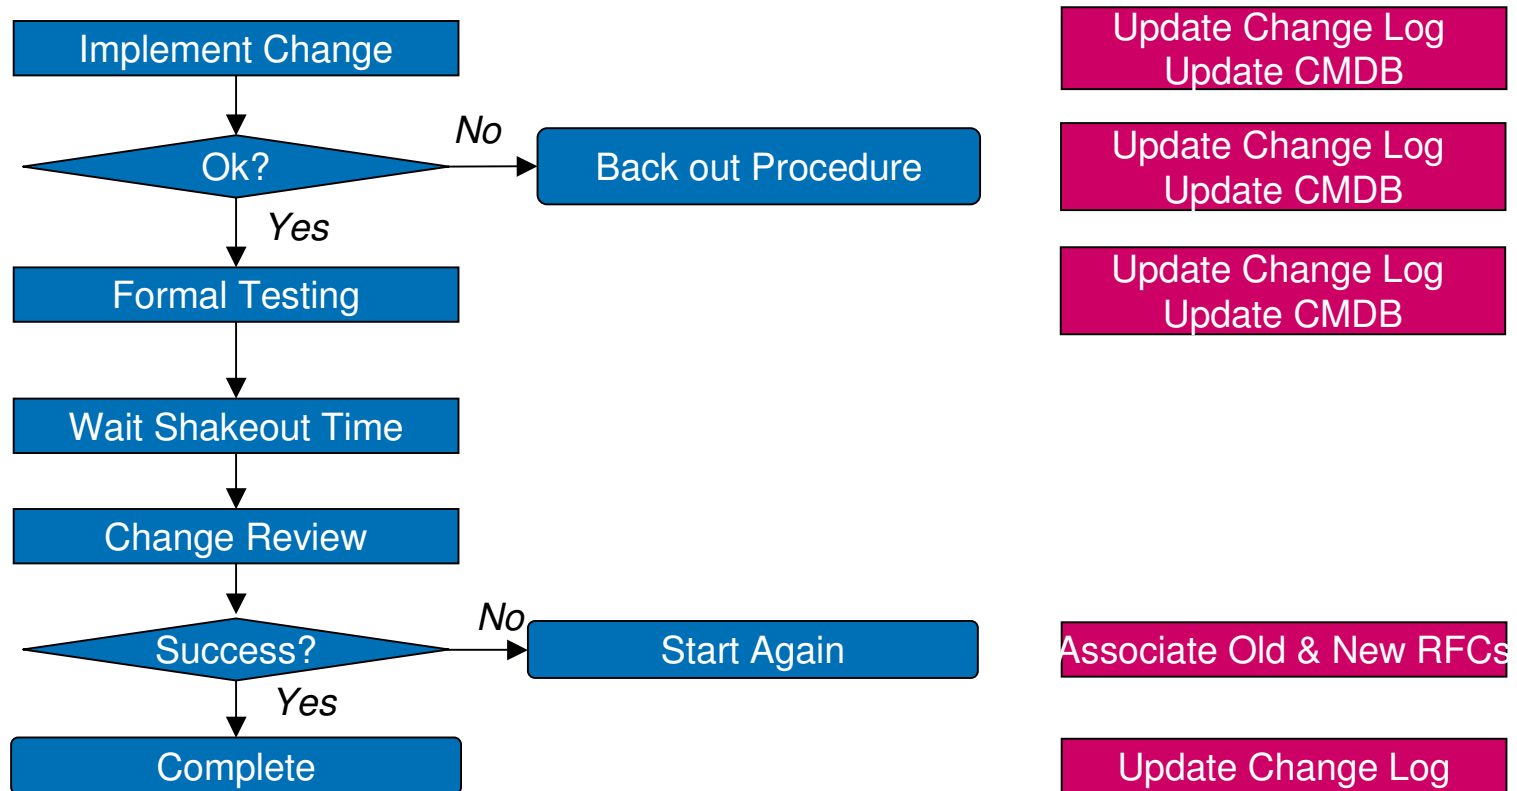 Implement Change
Update Change Log
Update CMDB
No
Ok?
Back out Procedure
Update Change Log
Update CMDB
Yes
Formal Testing
Update Change Log
Update CMDB
Wait Shakeout Time
Change Review
No
Success?
Start Again
Associate Old & New RFCs
Yes
Complete
Update Change Log